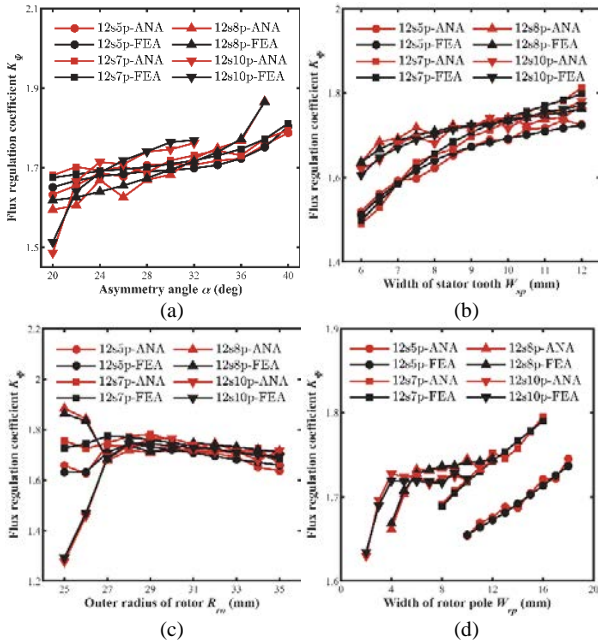 12s5p-ANA 12s8p-ANA
12s5p-FEA 12s8p-FEA
12s7p-ANA 12s10p-ANA
12s7p-FEA 12s10p-FEA
Flux regulation coefficient K_Φ
2.1
1.9
1.7
1.5
20 24 28 32 36 40
Asymmetry angle α (deg)
(a)
12s5p-ANA 12s8p-ANA
12s5p-FEA 12s8p-FEA
12s7p-ANA 12s10p-ANA
12s7p-FEA 12s10p-FEA
Flux regulation coefficient K_Φ
2
1.8
1.6
1.4
6 7 8 9 10 11 12
Width of stator tooth W_sp (mm)
(b)
12s5p-ANA 12s8p-ANA
12s5p-FEA 12s8p-FEA
12s7p-ANA 12s10p-ANA
12s7p-FEA 12s10p-FEA
Flux regulation coefficient K_Φ
2.2
2
1.8
1.6
1.4
1.2
25 27 29 31 33 35
Outer radius of rotor R_ro (mm)
(c)
12s5p-ANA 12s8p-ANA
12s5p-FEA 12s8p-FEA
12s7p-ANA 12s10p-ANA
12s7p-FEA 12s10p-FEA
Flux regulation coefficient K_Φ
1.9
1.8
1.7
1.6
0 4 8 12 16 20
Width of rotor pole W_rp (mm)
(d)